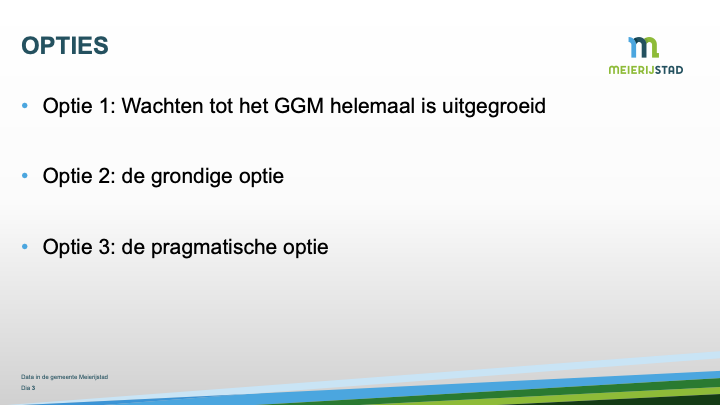 OPTIES
MEIERIJSTAD
• Optie 1: Wachten tot het GGM helemaal is uitgegroeid
• Optie 2: de grondige optie
• Optie 3: de pragmatische optie
Data in de gemeente Meierijstad
Dia 3